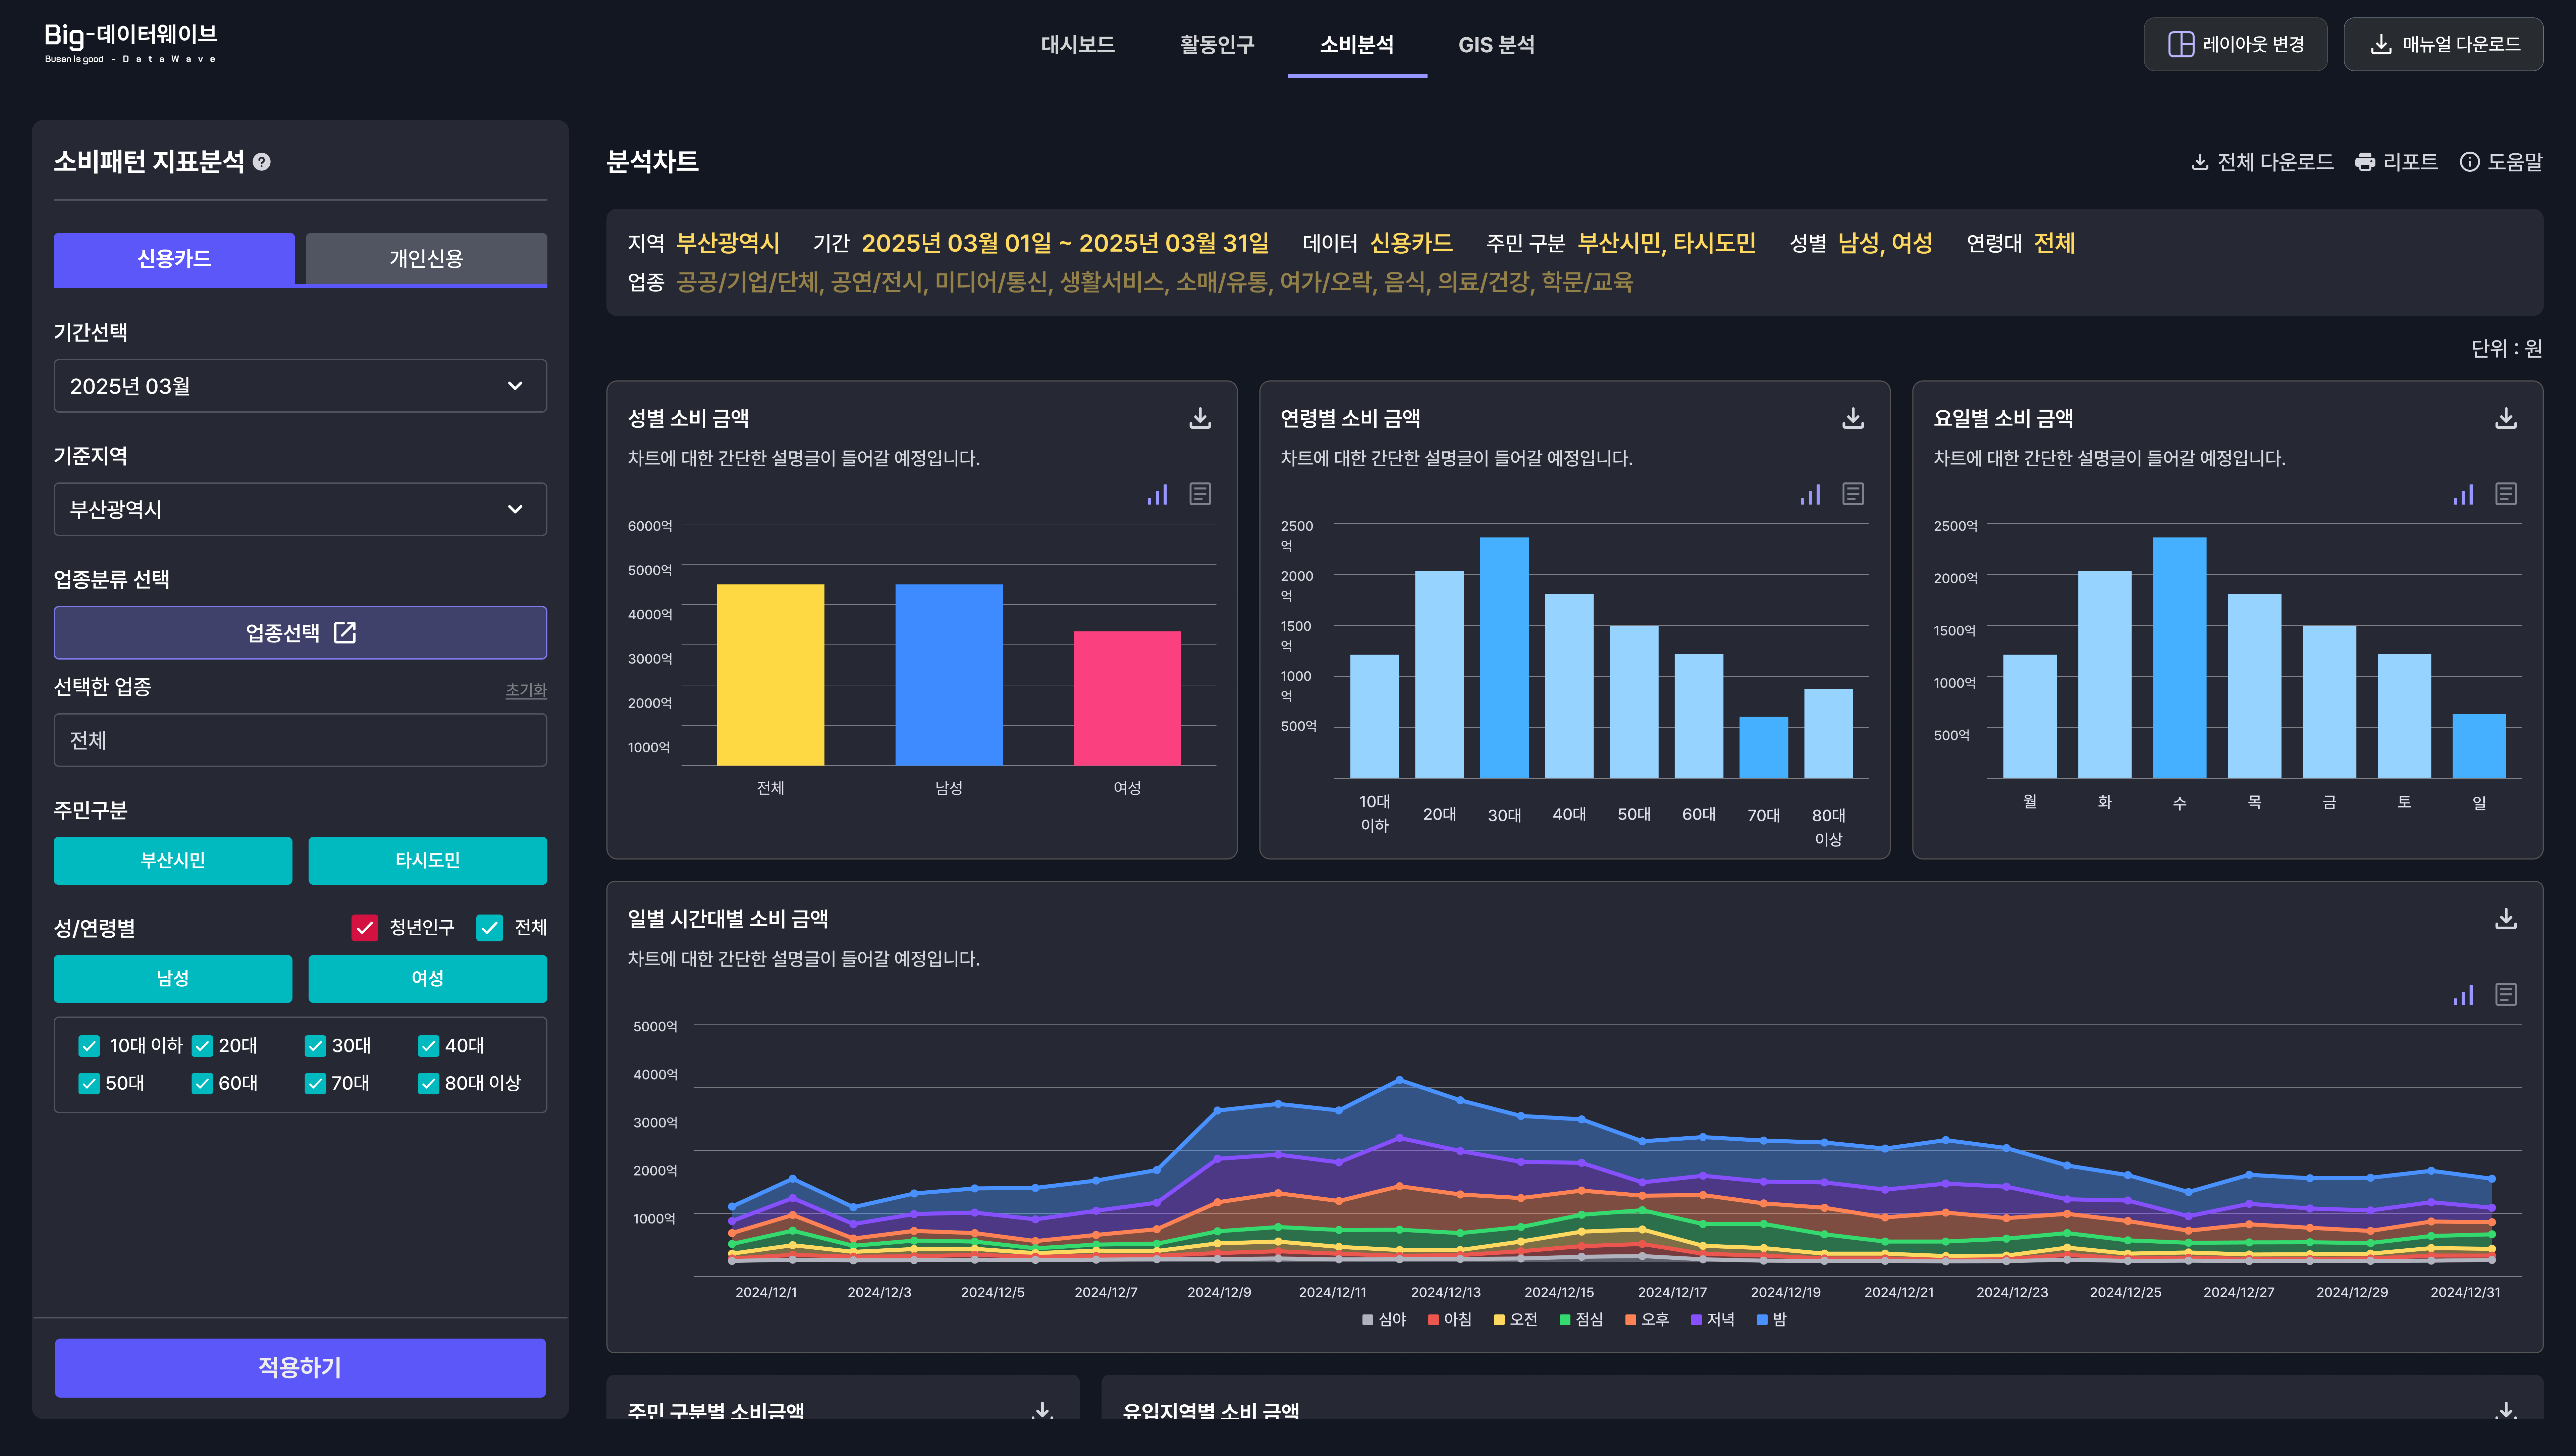 Big-데이터웨이브
Busan is good - D a t a W a v e
대시보드
활동인구
소비분석
GIS 분석
레이아웃 변경
매뉴얼 다운로드
소비패턴 지표분석 ?
신용카드
개인신용
기간선택
2025년 03월
기준지역
부산광역시
업종분류 선택
업종선택
선택한 업종
초기화
전체
주민구분
부산시민
타시도민
성/연령별
청년인구
전체
남성
여성
10대 이하
20대
30대
40대
50대
60대
70대
80대 이상
적용하기
분석차트
전체 다운로드
리포트
도움말
지역 부산광역시 기간 2025년 03월 01일 ~ 2025년 03월 31일 데이터 신용카드 주민 구분 부산시민, 타시도민 성별 남성, 여성 연령대 전체
업종 공공/기업/단체, 공연/전시, 미디어/통신, 생활서비스, 소매/유통, 여가/오락, 음식, 의료/건강, 학문/교육
단위 : 원
성별 소비 금액
차트에 대한 간단한 설명글이 들어갈 예정입니다.
6000억
5000억
4000억
3000억
2000억
1000억
전체
남성
여성
연령별 소비 금액
차트에 대한 간단한 설명글이 들어갈 예정입니다.
2500
억
2000
억
1500
억
1000
억
500억
10대
이하
20대
30대
40대
50대
60대
70대
80대
이상
요일별 소비 금액
차트에 대한 간단한 설명글이 들어갈 예정입니다.
2500억
2000억
1500억
1000억
500억
월
화
수
목
금
토
일
일별 시간대별 소비 금액
차트에 대한 간단한 설명글이 들어갈 예정입니다.
5000억
4000억
3000억
2000억
1000억
2024/12/1
2024/12/3
2024/12/5
2024/12/7
2024/12/9
2024/12/11
2024/12/13
2024/12/15
2024/12/17
2024/12/19
2024/12/21
2024/12/23
2024/12/25
2024/12/27
2024/12/29
2024/12/31
심야
아침
오전
점심
오후
저녁
밤
주민 구분별 소비금액
유입지역별 소비 금액